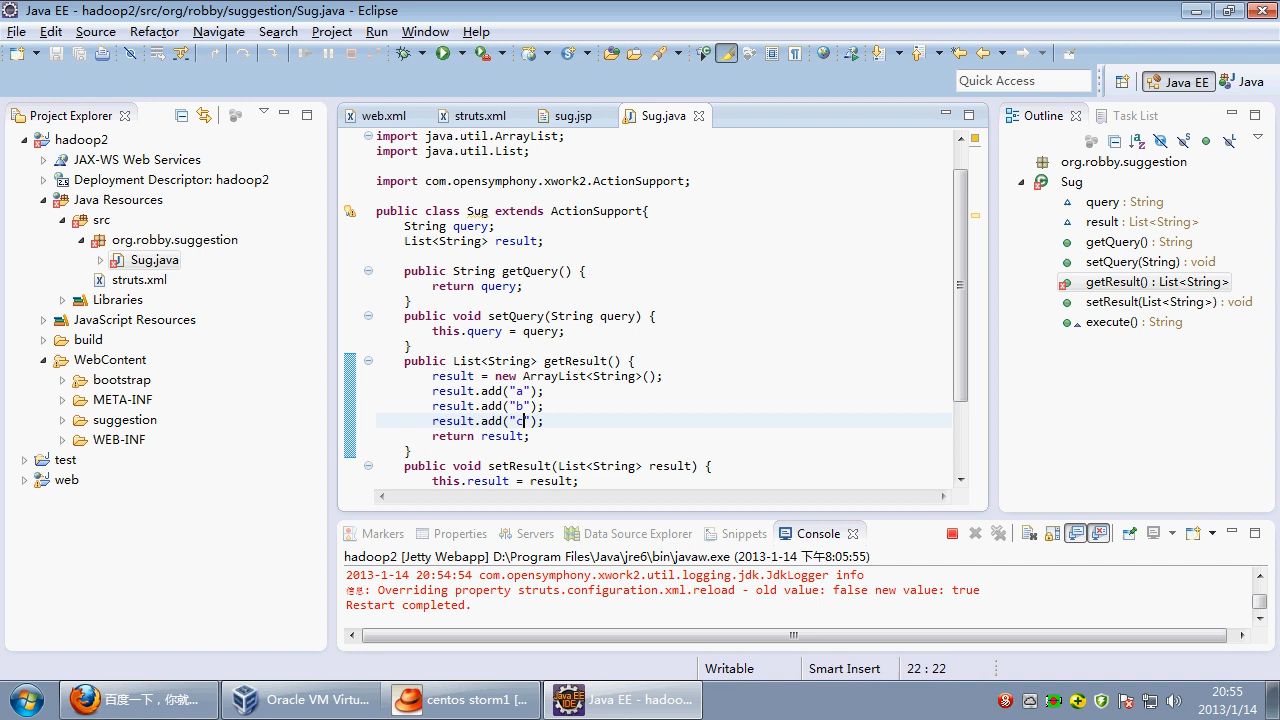 Java EE - hadoop2/src/org/robby/suggestion/Sug.java - Eclipse
File Edit Source Refactor Navigate Search Project Run Window Help
Quick Access
Java EE
Java
Project Explorer
hadoop2
JAX-WS Web Services
Deployment Descriptor: hadoop2
Java Resources
src
org.robby.suggestion
Sug.java
struts.xml
Libraries
JavaScript Resources
build
WebContent
bootstrap
META-INF
suggestion
WEB-INF
test
web
web.xml struts.xml sug.jsp Sug.java
import java.util.ArrayList;
import java.util.List;
import com.opensymphony.xwork2.ActionSupport;
public class Sug extends ActionSupport{
String query;
List<String> result;
public String getQuery() {
return query;
}
public void setQuery(String query) {
this.query = query;
}
public List<String> getResult() {
result = new ArrayList<String>();
result.add("a");
result.add("b");
result.add("c");
return result;
}
public void setResult(List<String> result) {
this.result = result;
Outline Task List
org.robby.suggestion
Sug
query : String
result : List<String>
getQuery() : String
setQuery(String) : void
getResult() : List<String>
setResult(List<String>) : void
execute() : String
Markers Properties Servers Data Source Explorer Snippets Console
hadoop2 [Jetty Webapp] D:\Program Files\Java\jre6\bin\javaw.exe (2013-1-14 下午8:05:55)
2013-1-14 20:54:54 com.opensymphony.xwork2.util.logging.jdk.JdkLogger info
信息: Overriding property struts.configuration.xml.reload - old value: false new value: true
Restart completed.
Writable
Smart Insert
22 : 22
百度一下，你就...
Oracle VM Virtu...
centos storm1 [...
Java EE - hadoo...
20:55
2013/1/14